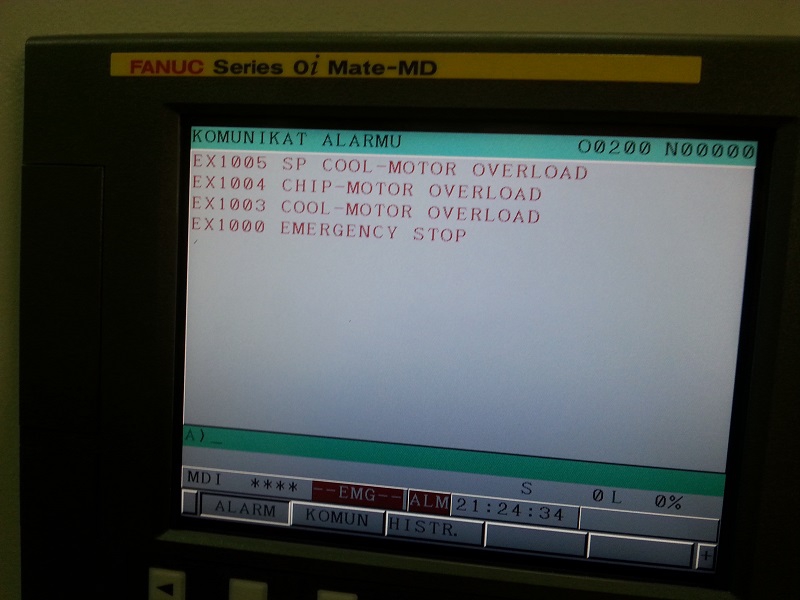 FANUC Series 0i Mate-MD
KOMUNIKAT ALARMU O0200 N00000
EX1005 SP COOL-MOTOR OVERLOAD
EX1004 CHIP-MOTOR OVERLOAD
EX1003 COOL-MOTOR OVERLOAD
EX1000 EMERGENCY STOP
A)_
S 0L 0%
MDI **** --EMG-- ALM 21:24:34
ALARM KOMUN HISTR. +